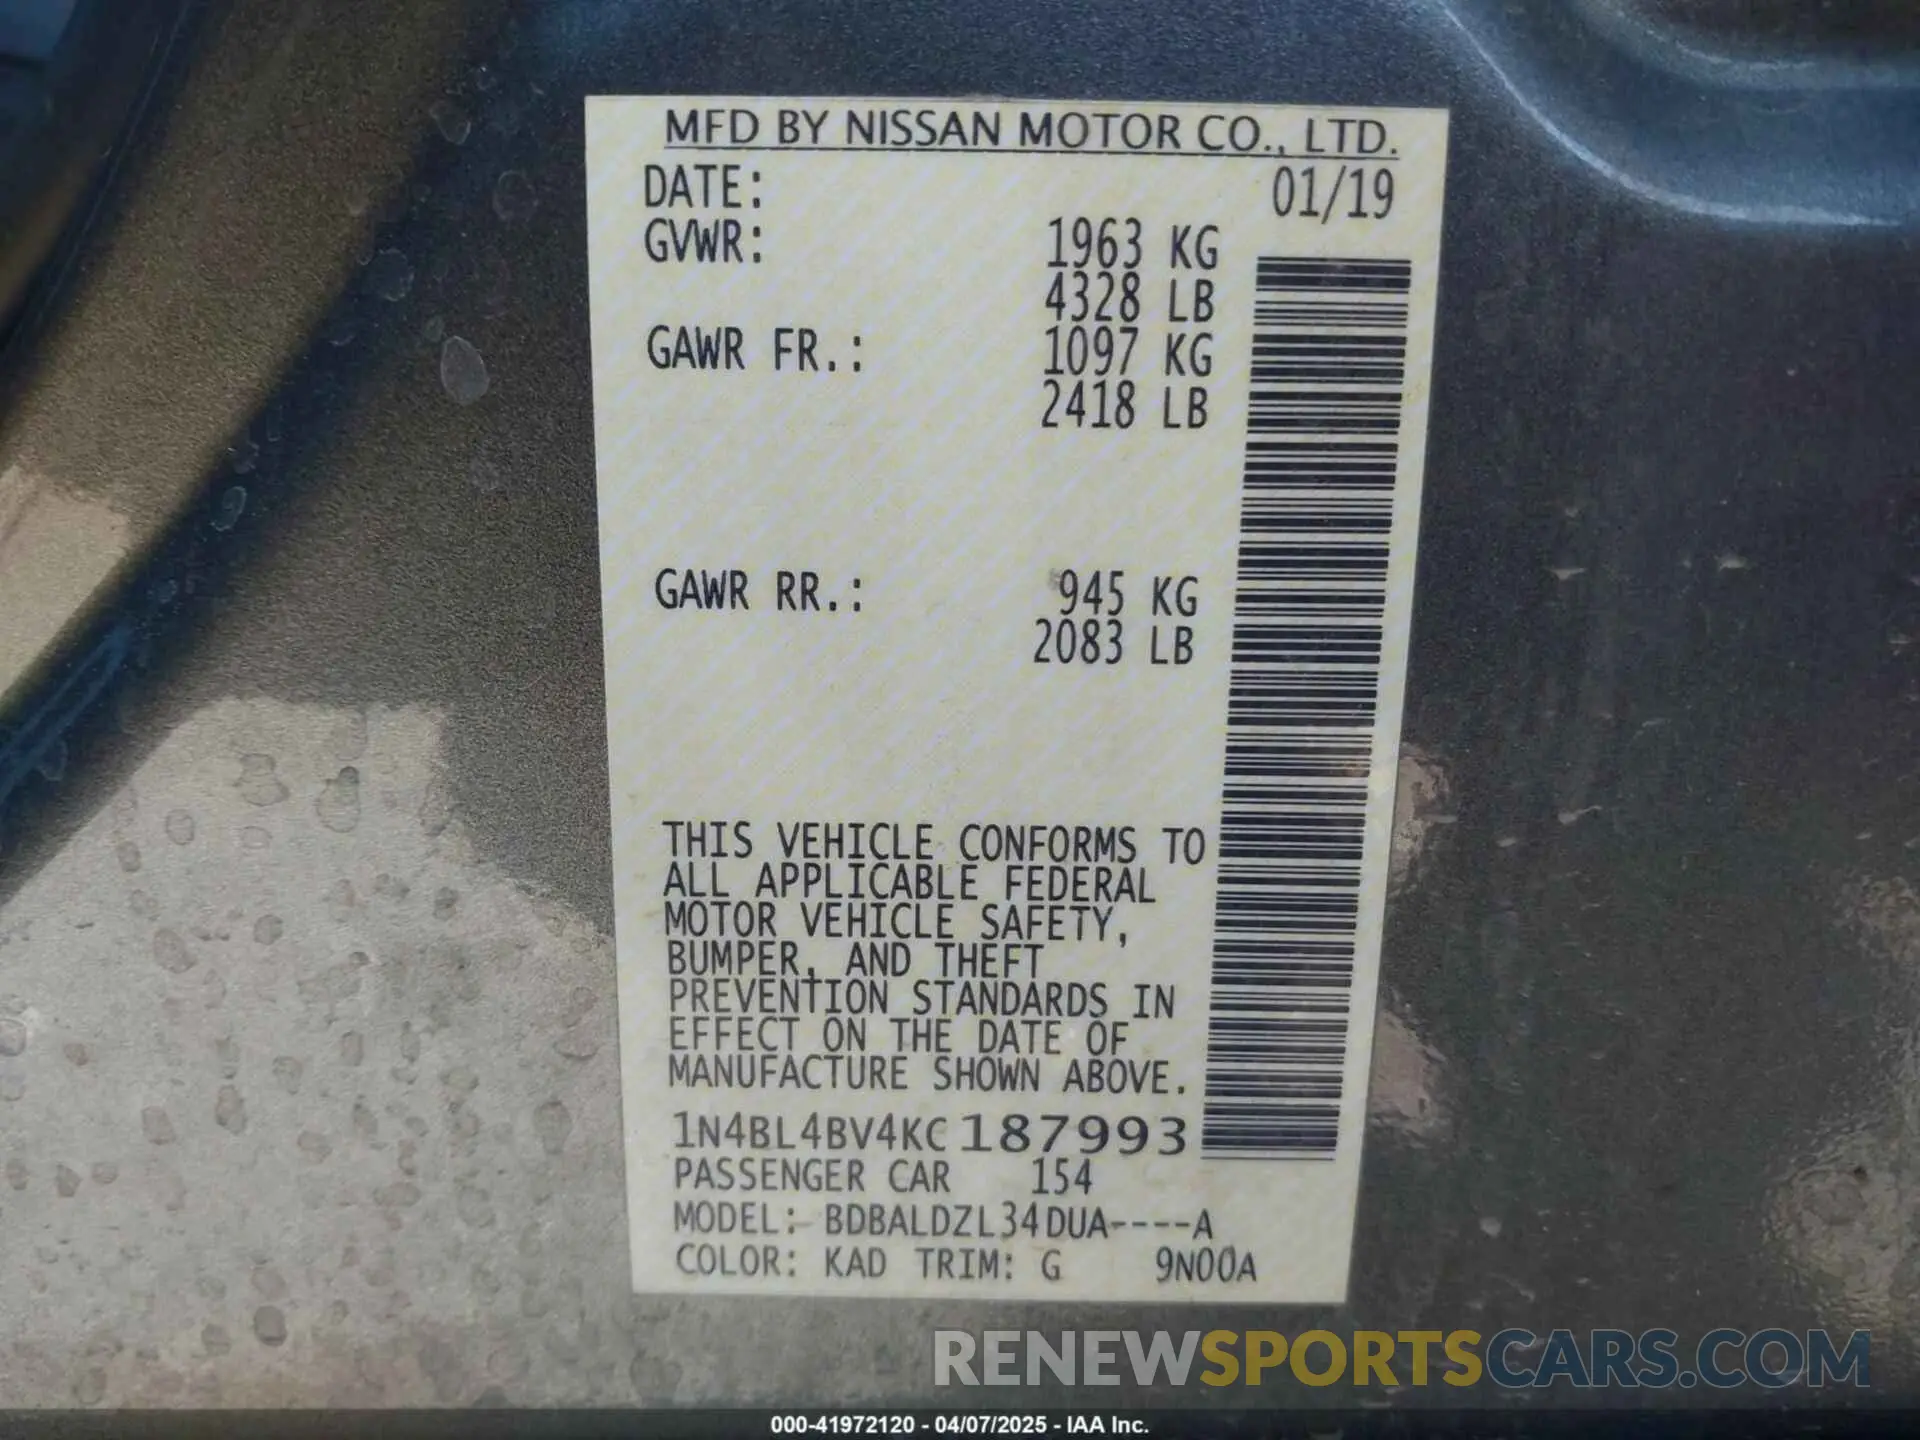 MFD BY NISSAN MOTOR CO., LTD.
DATE: 01/19
GVWR: 1963 KG
4328 LB
GAWR FR.: 1097 KG
2418 LB
GAWR RR.: 945 KG
2083 LB
THIS VEHICLE CONFORMS TO
ALL APPLICABLE FEDERAL
MOTOR VEHICLE SAFETY,
BUMPER, AND THEFT
PREVENTION STANDARDS IN
EFFECT ON THE DATE OF
MANUFACTURE SHOWN ABOVE.
1N4BL4BV4KC187993
PASSENGER CAR 154
MODEL: BDBALDZL34DUA----A
COLOR: KAD TRIM: G 9N00A
RENEWSPORTSCARS.COM
000-41972120 - 04/07/2025 - IAA Inc.